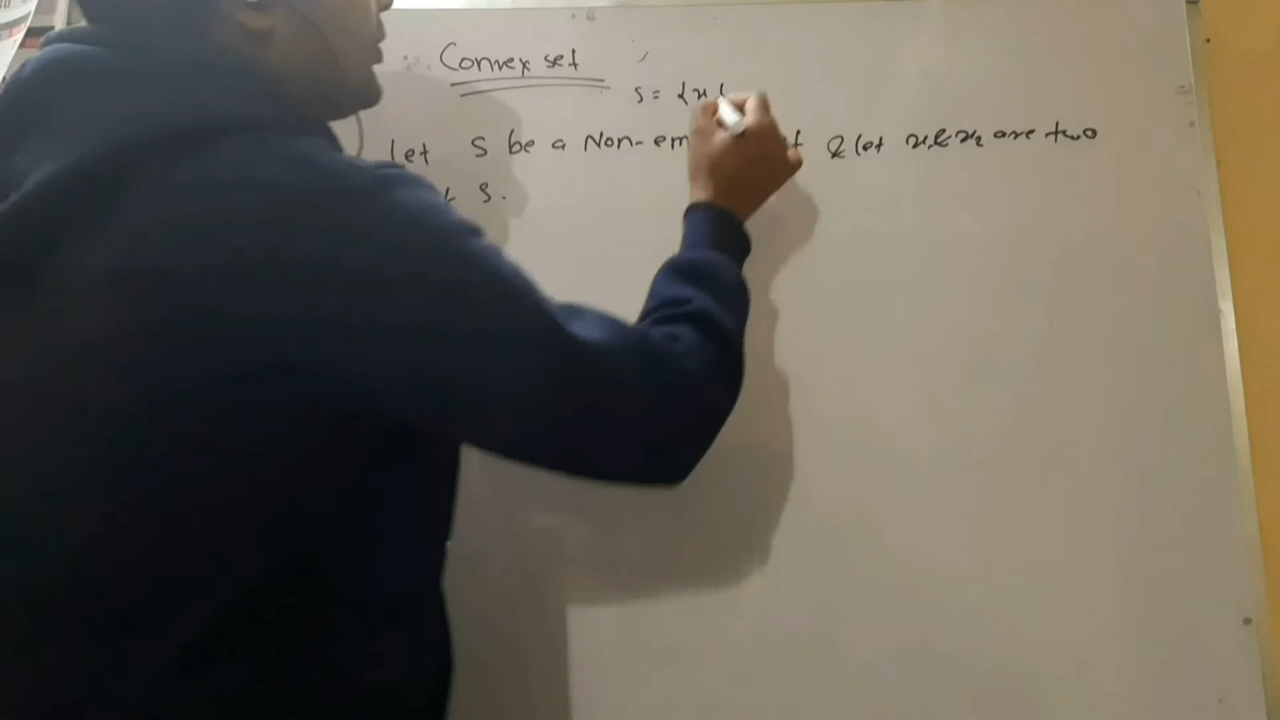 Convex set
S = {x
Let S be a Non-em & let x₁ & x₂ are two
S.